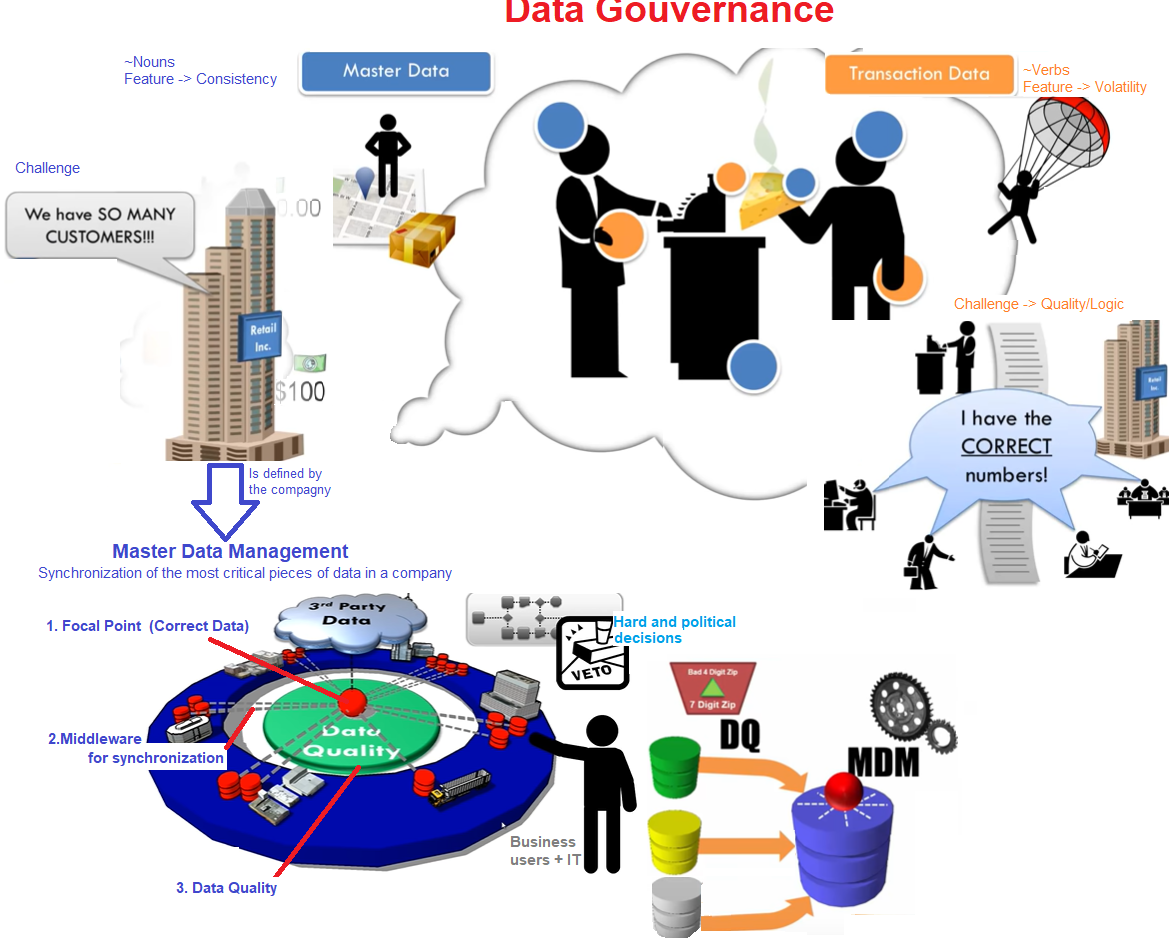 Data Gouvernance
~Nouns
Feature -> Consistency
Master Data
Transaction Data
~Verbs
Feature -> Volatility
Challenge
We have SO MANY
CUSTOMERS!!!
0.00
Retail
Inc.
$100
Challenge -> Quality/Logic
Retail
Inc.
I have the
CORRECT
numbers!
Is defined by
the compagny
Master Data Management
Synchronization of the most critical pieces of data in a company
1. Focal Point (Correct Data)
3rd Party
Data
Hard and political
decisions
VETO
Bad 4 Digit Zip
7 Digit Zip
DQ
MDM
Data
Quality
2.Middleware
for synchronization
Business
users + IT
3. Data Quality